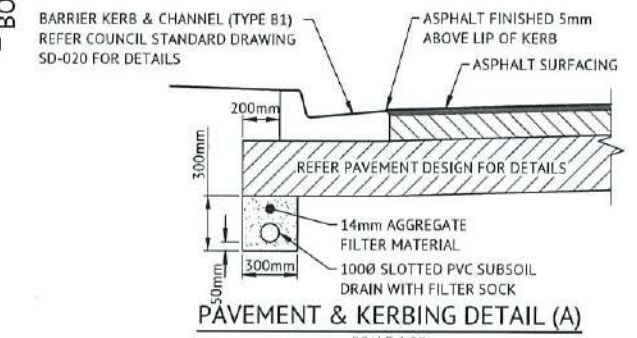 BO
BARRIER KERB & CHANNEL (TYPE B1)
REFER COUNCIL STANDARD DRAWING
SD-020 FOR DETAILS
ASPHALT FINISHED 5mm
ABOVE LIP OF KERB
ASPHALT SURFACING
200mm
300mm
REFER PAVEMENT DESIGN FOR DETAILS
14mm AGGREGATE
FILTER MATERIAL
300mm
50mm
100Ø SLOTTED PVC SUBSOIL
DRAIN WITH FILTER SOCK
PAVEMENT & KERBING DETAIL (A)